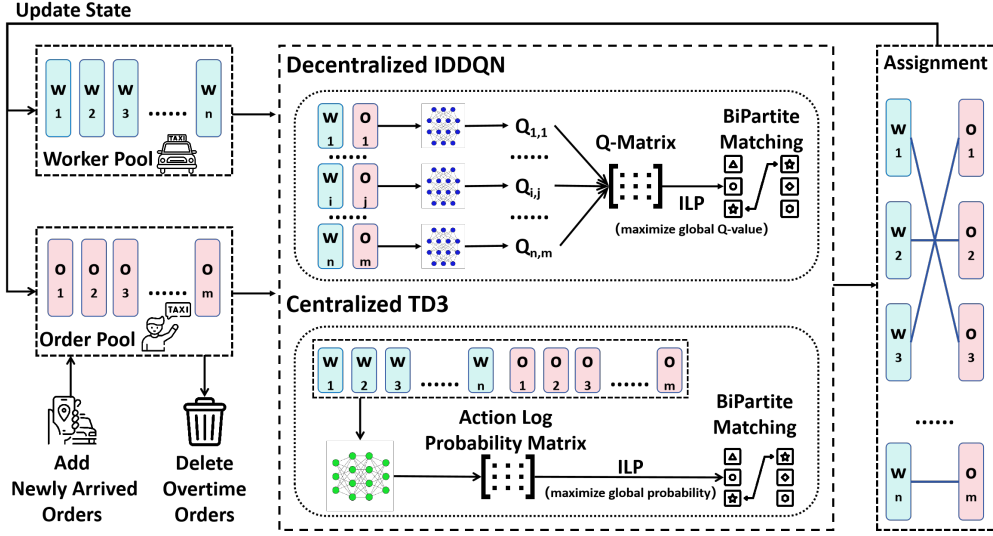 Update State
W W W ...... W
1 2 3 n
TAXI
Worker Pool
O O O ...... O
1 2 3 m
TAXI
Order Pool
Add
Newly Arrived
Orders
Delete
Overtime
Orders
Decentralized IDDQN
W O
1 1
Q1,1
...... ......
W O
i j
Qi,j
...... ......
W O
n m
Qn,m
Q-Matrix
ILP
(maximize global Q-value)
BiPartite
Matching
Centralized TD3
W W W ...... W O O O ...... O
1 2 3 n 1 2 3 m
Action Log
Probability Matrix
ILP
(maximize global probability)
BiPartite
Matching
Assignment
W O
1 1
W O
2 2
W O
3 3
......
W O
n m